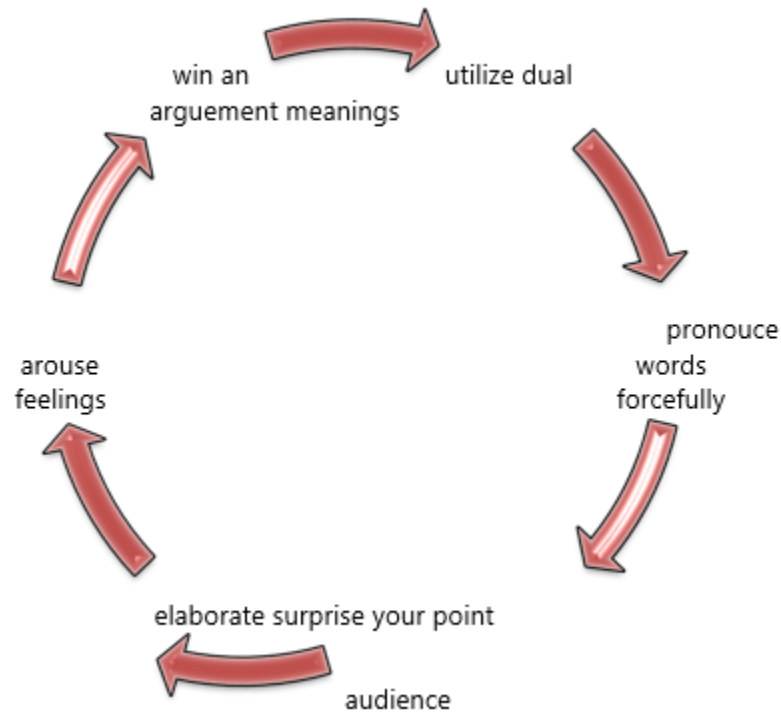 win an
utilize dual
arguement meanings
pronouce
words
forcefully
arouse
feelings
elaborate surprise your point
audience